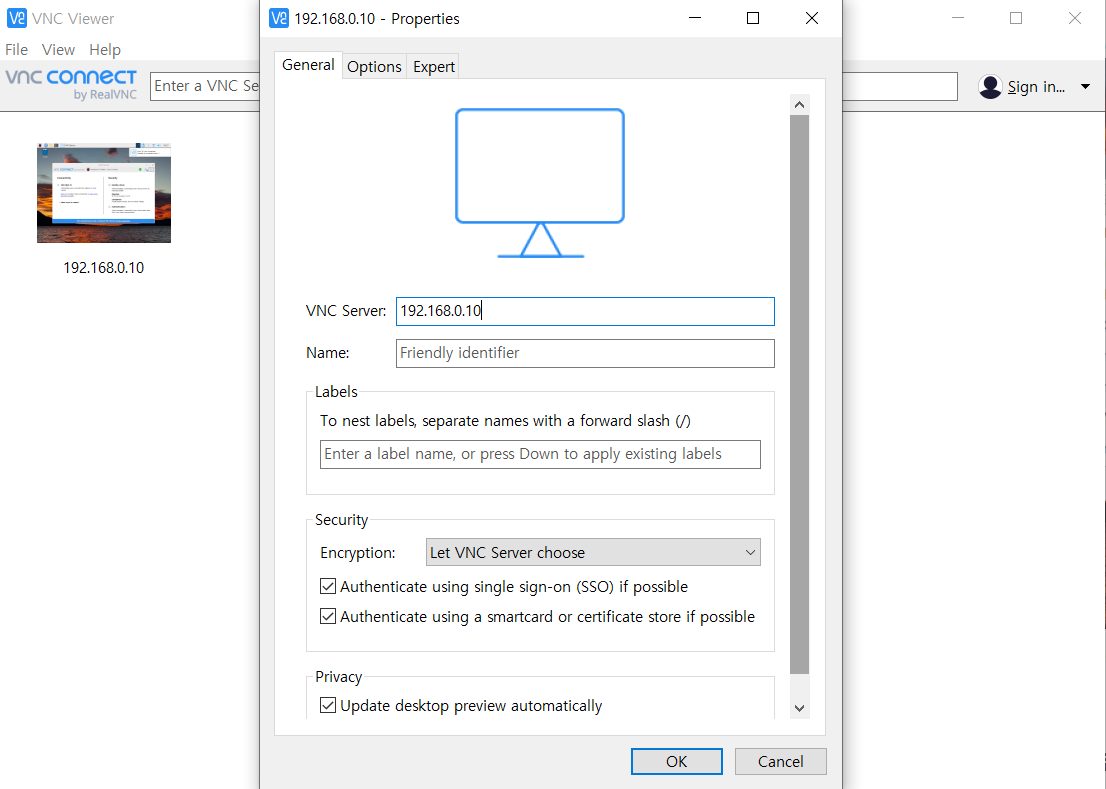 VNC Viewer
File View Help
vnc connect
by RealVNC
Enter a VNC Se
Sign in...
192.168.0.10
192.168.0.10 - Properties
General Options Expert
VNC Server: 192.168.0.10
Name: Friendly identifier
Labels
To nest labels, separate names with a forward slash (/)
Enter a label name, or press Down to apply existing labels
Security
Encryption: Let VNC Server choose
Authenticate using single sign-on (SSO) if possible
Authenticate using a smartcard or certificate store if possible
Privacy
Update desktop preview automatically
OK Cancel